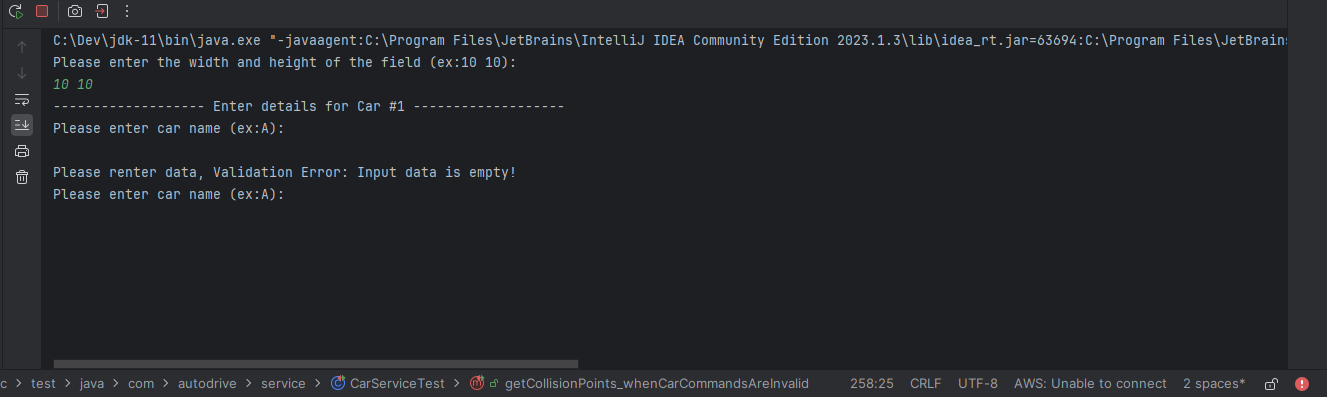 C:\Dev\jdk-11\bin\java.exe "-javaagent:C:\Program Files\JetBrains\IntelliJ IDEA Community Edition 2023.1.3\lib\idea_rt.jar=63694:C:\Program Files\JetBrains
Please enter the width and height of the field (ex:10 10):
10 10
------------------- Enter details for Car #1 -------------------
Please enter car name (ex:A):
Please renter data, Validation Error: Input data is empty!
Please enter car name (ex:A):
c > test > java > com > autodrive > service > CarServiceTest > getCollisionPoints_whenCarCommandsAreInvalid 258:25 CRLF UTF-8 AWS: Unable to connect 2 spaces*